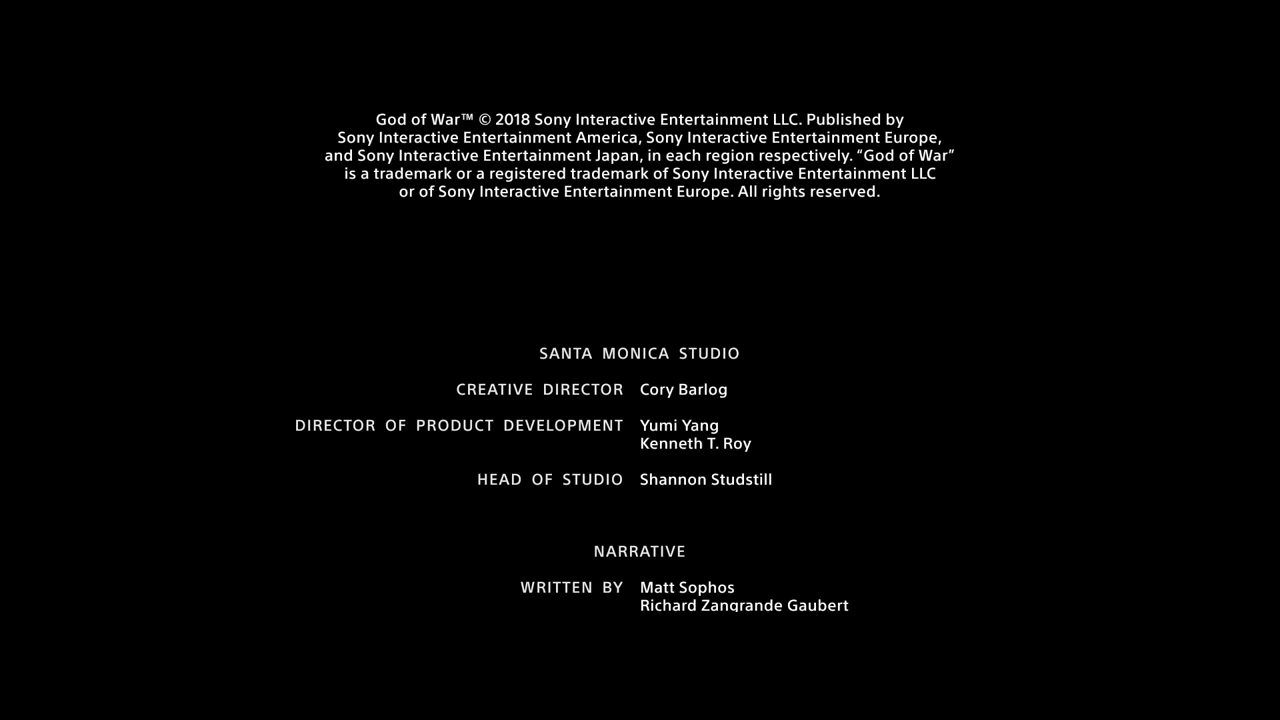 God of War™ © 2018 Sony Interactive Entertainment LLC. Published by
Sony Interactive Entertainment America, Sony Interactive Entertainment Europe,
and Sony Interactive Entertainment Japan, in each region respectively. “God of War”
is a trademark or a registered trademark of Sony Interactive Entertainment LLC
or of Sony Interactive Entertainment Europe. All rights reserved.
SANTA MONICA STUDIO
CREATIVE DIRECTOR Cory Barlog
DIRECTOR OF PRODUCT DEVELOPMENT Yumi Yang
Kenneth T. Roy
HEAD OF STUDIO Shannon Studstill
NARRATIVE
WRITTEN BY Matt Sophos
Richard Zangrande Gaubert